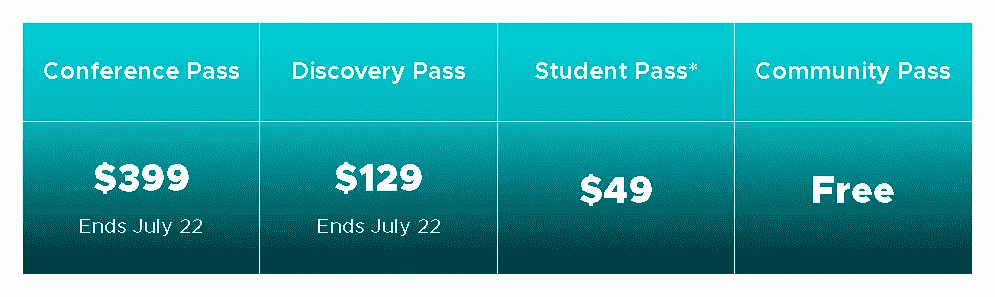 Conference Pass
Discovery Pass
Student Pass*
Community Pass
$399
Ends July 22
$129
Ends July 22
$49
Free